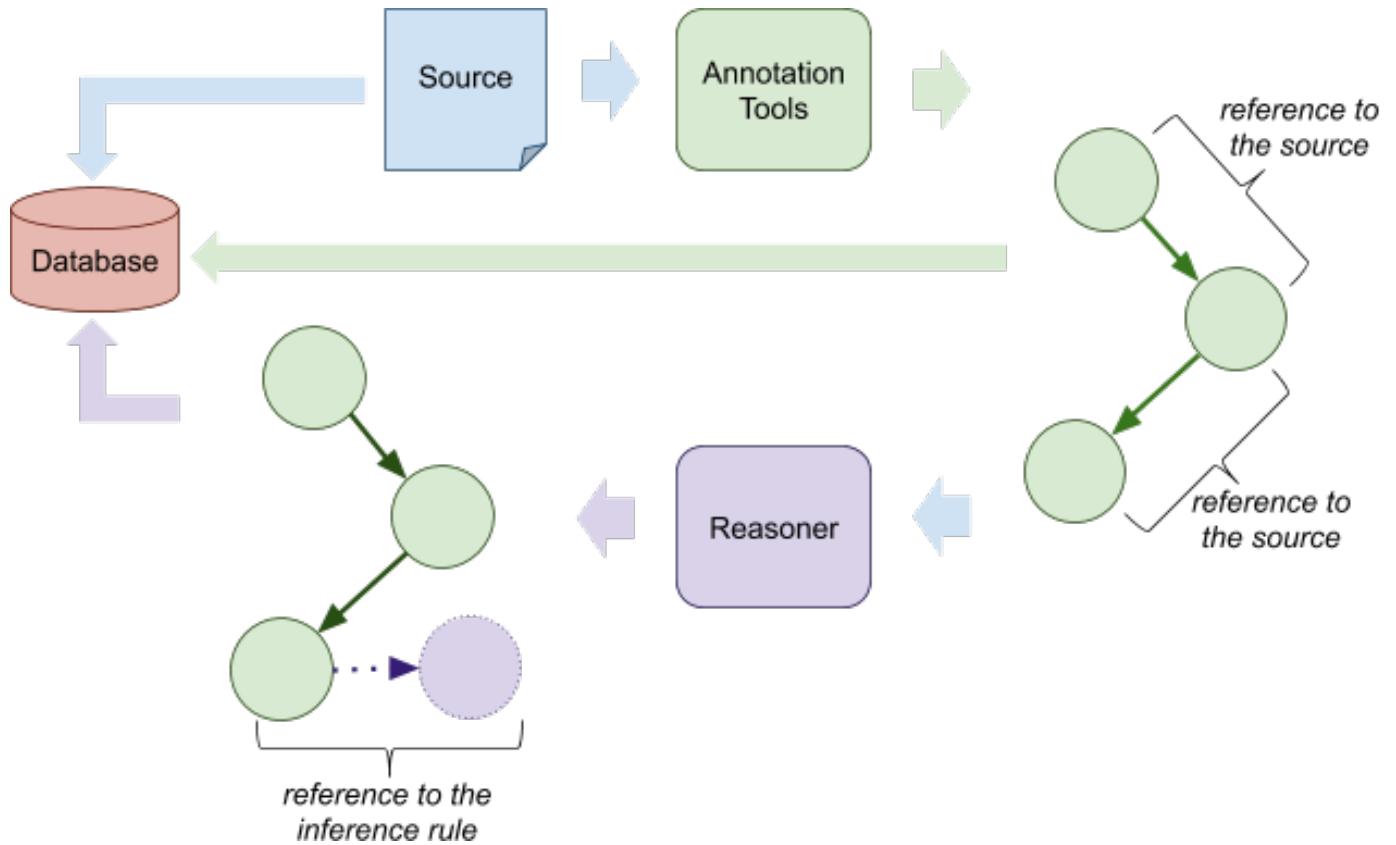 Source
Annotation
Tools
reference to
the source
Database
reference to
the source
Reasoner
reference to the
inference rule